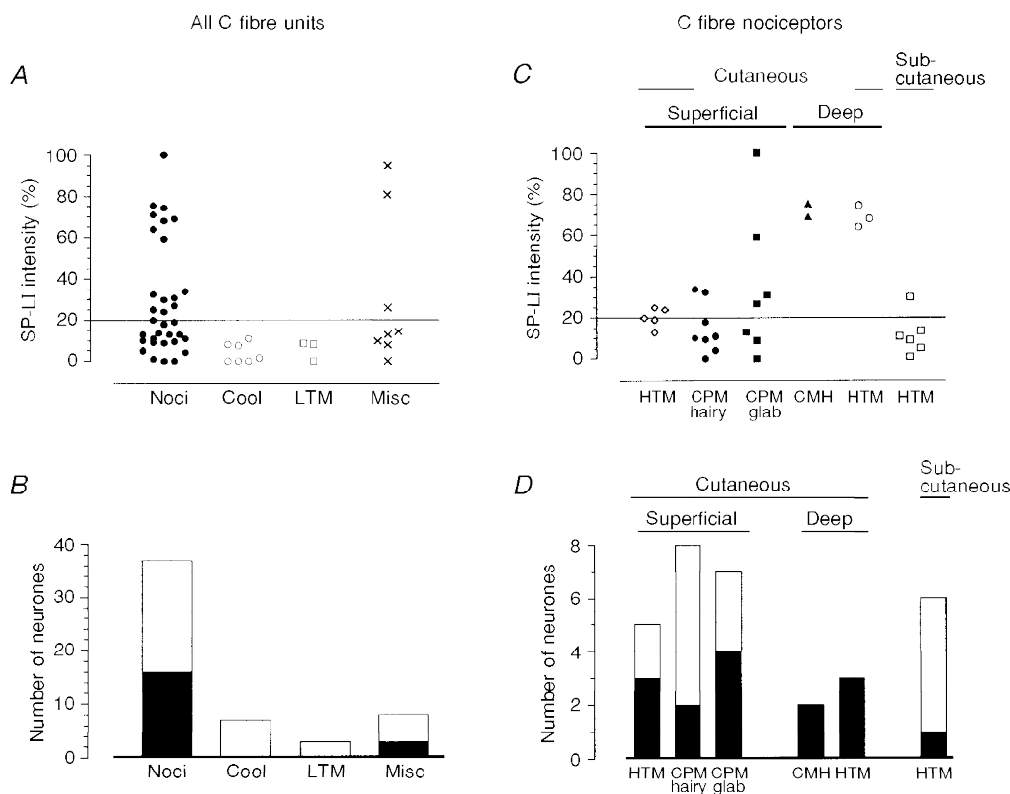 All C fibre units
C fibre nociceptors
A
SP-LI intensity (%)
100
80
60
40
20
0
Noci Cool LTM Misc
C
Cutaneous
Sub-
cutaneous
Superficial Deep
SP-LI intensity (%)
100
80
60
40
20
0
HTM CPM CPM CMH HTM HTM
hairy glab
B
Number of neurones
40
30
20
10
0
Noci Cool LTM Misc
D
Cutaneous
Sub-
cutaneous
Superficial Deep
Number of neurones
8
6
4
2
0
HTM CPM CPM CMH HTM HTM
hairy glab